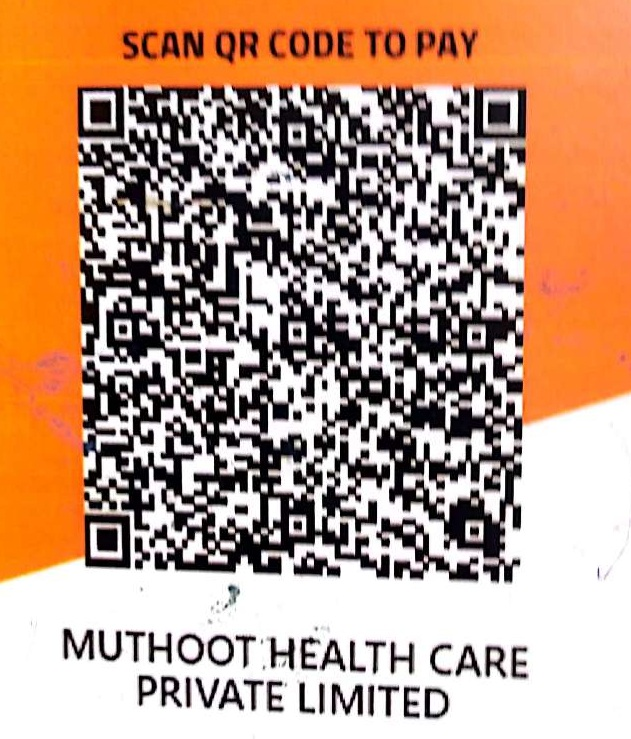 SCAN QR CODE TO PAY
MUTHOOT HEALTH CARE
PRIVATE LIMITED